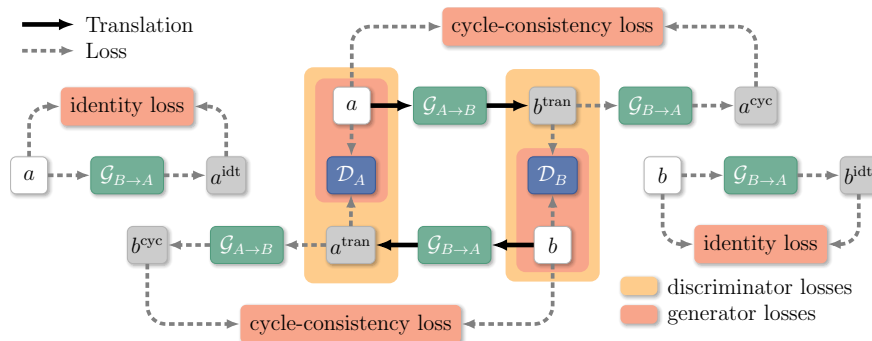 Translation
Loss
cycle-consistency loss
identity loss
a
𝒢_{A→B}
b^{tran}
𝒢_{B→A}
a^{cyc}
a
𝒢_{B→A}
a^{idt}
𝒟_A
𝒟_B
b
𝒢_{B→A}
b^{idt}
b^{cyc}
𝒢_{A→B}
a^{tran}
𝒢_{B→A}
b
identity loss
discriminator losses
generator losses
cycle-consistency loss